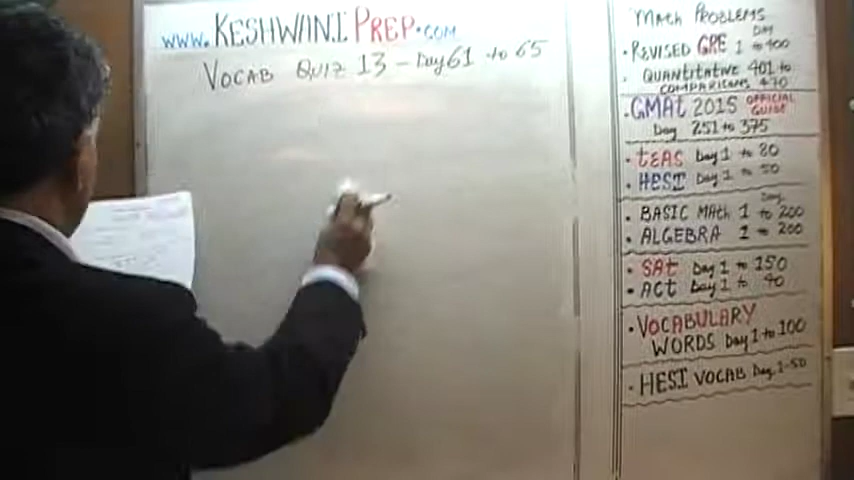 www.KESHWANIPREP.COM
VOCAB QUIZ 13 - Day 61 to 65
MATH PROBLEMS
DAY
• REVISED GRE 1 to 400
• QUANTITATIVE 401 to
COMPARISONS 470
• GMAt 2015 OFFICIAL GUIDE
Day 251 to 375
• tEAS Day 1 to 80
• HESI Day 1 to 50
Day
• BASIC MAtH 1 to 200
• ALGEBRA 1 to 200
• SAt Day 1 to 150
• ACt Day 1 to 40
• VOCABULARY
WORDS Day 1 to 100
• HESI VOCAB Day 1-50